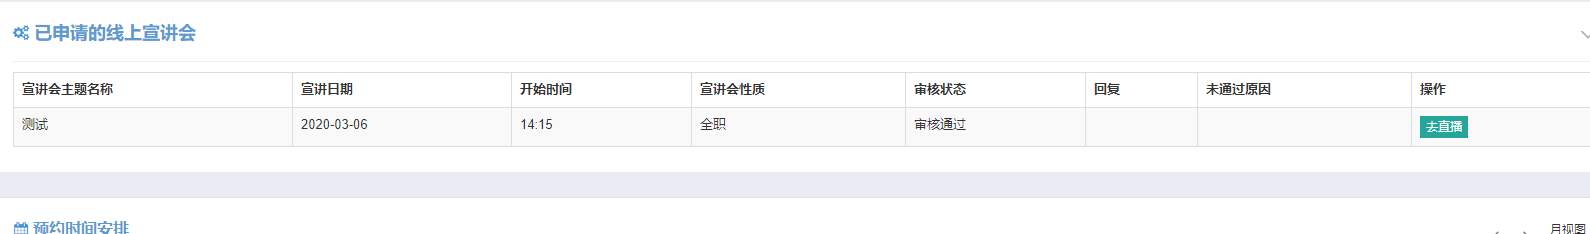 已申请的线上宣讲会
宣讲会主题名称 宣讲日期 开始时间 宣讲会性质 审核状态 回复 未通过原因 操作
测试 2020-03-06 14:15 全职 审核通过 去直播
预约时间安排 月视图